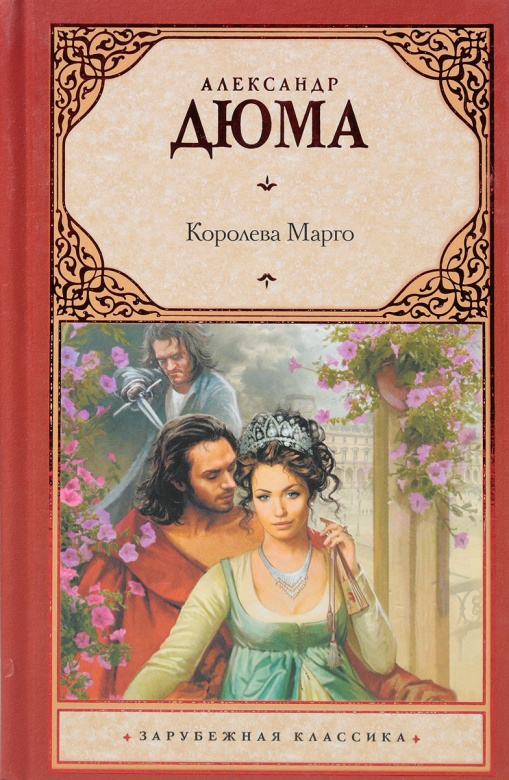 АЛЕКСАНДР
ДЮМА
Королева Марго
ЗАРУБЕЖНАЯ КЛАССИКА